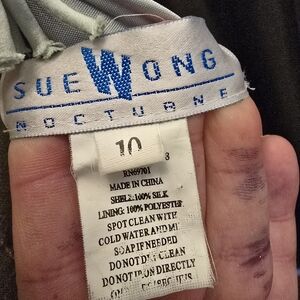 SUE WONG
NOCTURNE
10
8
RN69701
MADE IN CHINA
SHELL: 100% SILK
LINING: 100% POLYESTER
SPOT CLEAN WITH
COLD WATER AND MILD
SOAP IF NEEDED
DO NOT DRY CLEAN
DO NOT IRON DIRECTLY